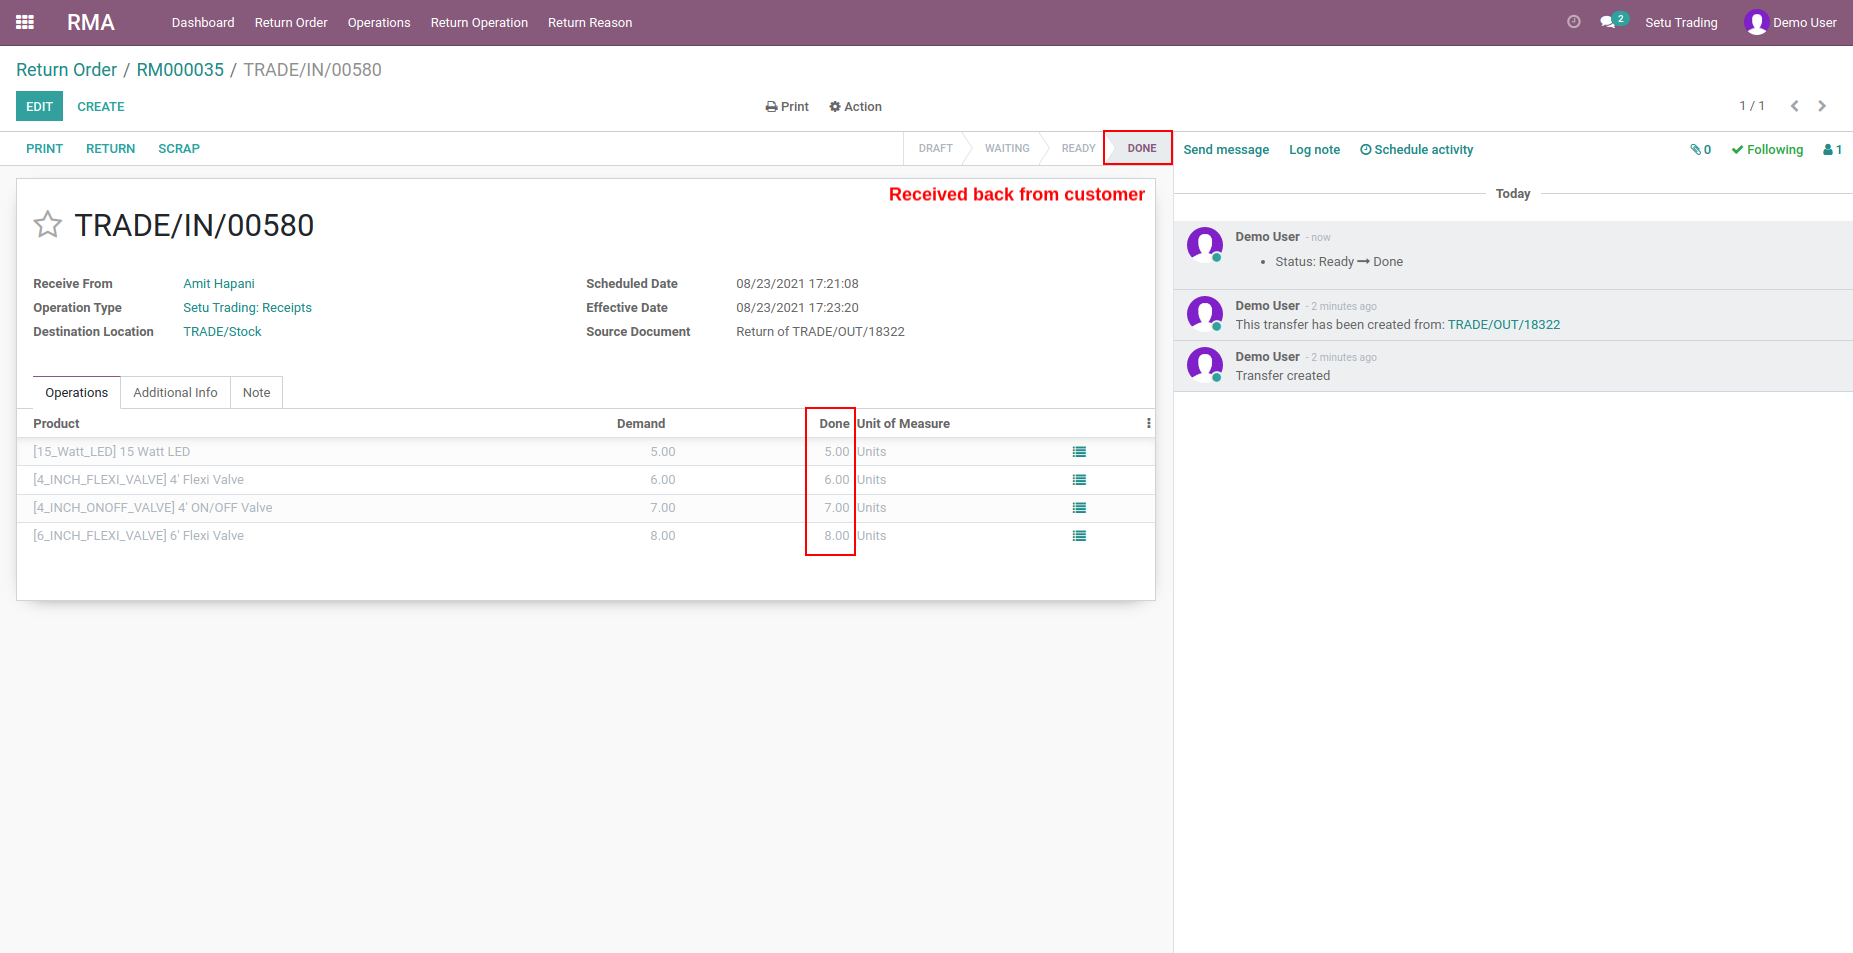 RMA Dashboard Return Order Operations Return Operation Return Reason 2 Setu Trading Demo User
Return Order / RM000035 / TRADE/IN/00580
EDIT CREATE Print Action 1 / 1
PRINT RETURN SCRAP DRAFT WAITING READY DONE Send message Log note Schedule activity 0 Following 1
Received back from customer
TRADE/IN/00580
Receive From Amit Hapani Scheduled Date 08/23/2021 17:21:08
Operation Type Setu Trading: Receipts Effective Date 08/23/2021 17:23:20
Destination Location TRADE/Stock Source Document Return of TRADE/OUT/18322
Operations Additional Info Note
Product Demand Done Unit of Measure
[15_Watt_LED] 15 Watt LED 5.00 5.00 Units
[4_INCH_FLEXI_VALVE] 4' Flexi Valve 6.00 6.00 Units
[4_INCH_ONOFF_VALVE] 4' ON/OFF Valve 7.00 7.00 Units
[6_INCH_FLEXI_VALVE] 6' Flexi Valve 8.00 8.00 Units
Today
Demo User - now
• Status: Ready → Done
Demo User - 2 minutes ago
This transfer has been created from: TRADE/OUT/18322
Demo User - 2 minutes ago
Transfer created